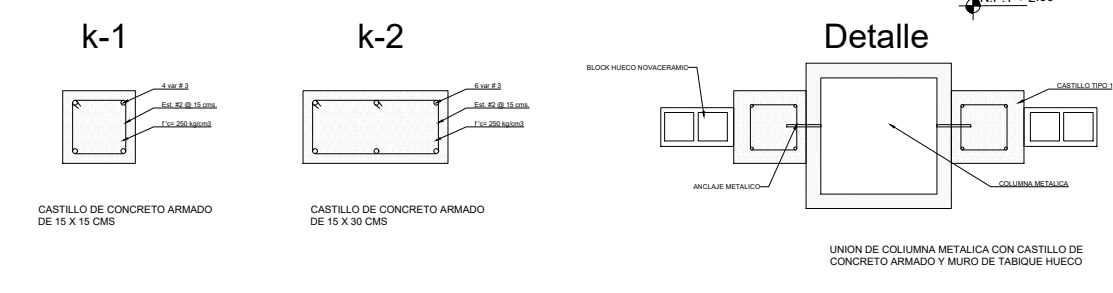 k-1
4 var # 3
Est. #2 @ 15 cms.
f 'c= 250 kg/cm3
CASTILLO DE CONCRETO ARMADO
DE 15 X 15 CMS
k-2
6 var # 3
Est. #2 @ 15 cms.
f 'c= 250 kg/cm3
CASTILLO DE CONCRETO ARMADO
DE 15 X 30 CMS
Detalle
BLOCK HUECO NOVACERAMIC
CASTILLO TIPO 1
ANCLAJE METALICO
COLUMNA METALICA
UNION DE COLIUMNA METALICA CON CASTILLO DE
CONCRETO ARMADO Y MURO DE TABIQUE HUECO